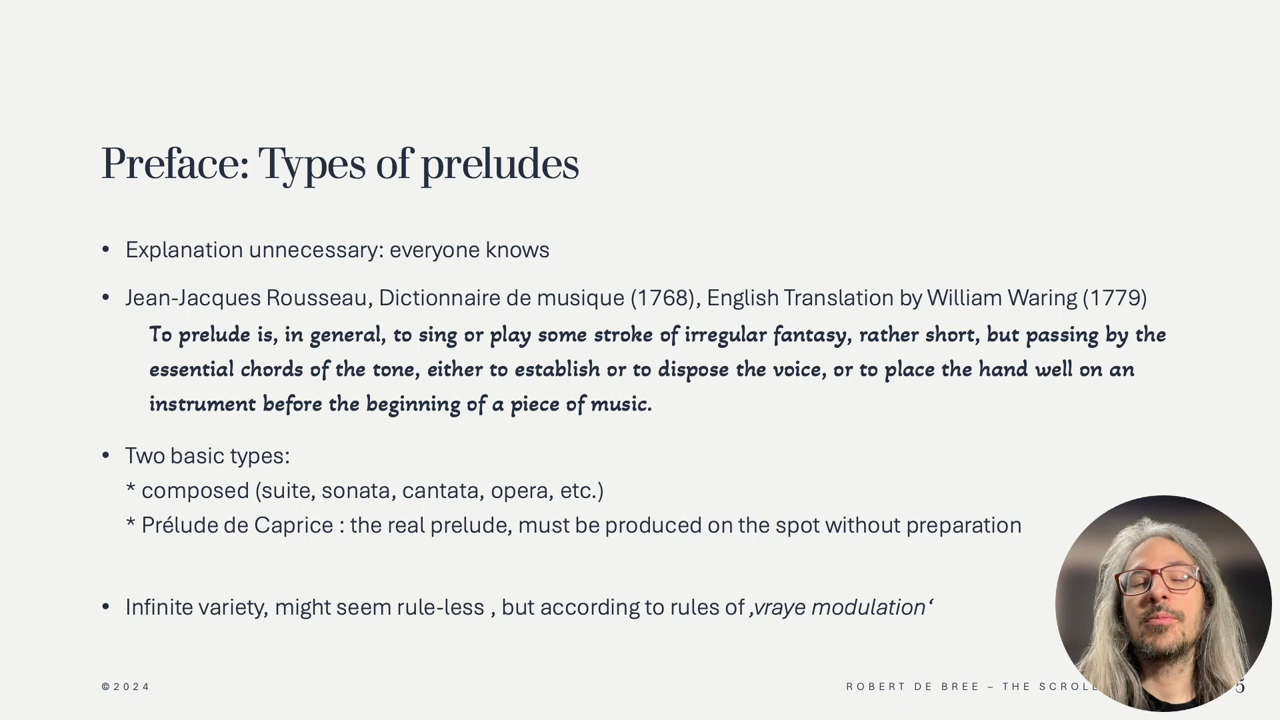 Preface: Types of preludes
• Explanation unnecessary: everyone knows
• Jean-Jacques Rousseau, Dictionnaire de musique (1768), English Translation by William Waring (1779)
To prelude is, in general, to sing or play some stroke of irregular fantasy, rather short, but passing by the
essential chords of the tone, either to establish or to dispose the voice, or to place the hand well on an
instrument before the beginning of a piece of music.
• Two basic types:
* composed (suite, sonata, cantata, opera, etc.)
* Prélude de Caprice : the real prelude, must be produced on the spot without preparation
• Infinite variety, might seem rule-less , but according to rules of ‚vraye modulation‘
©2024
ROBERT DE BREE – THE SCROLL
5